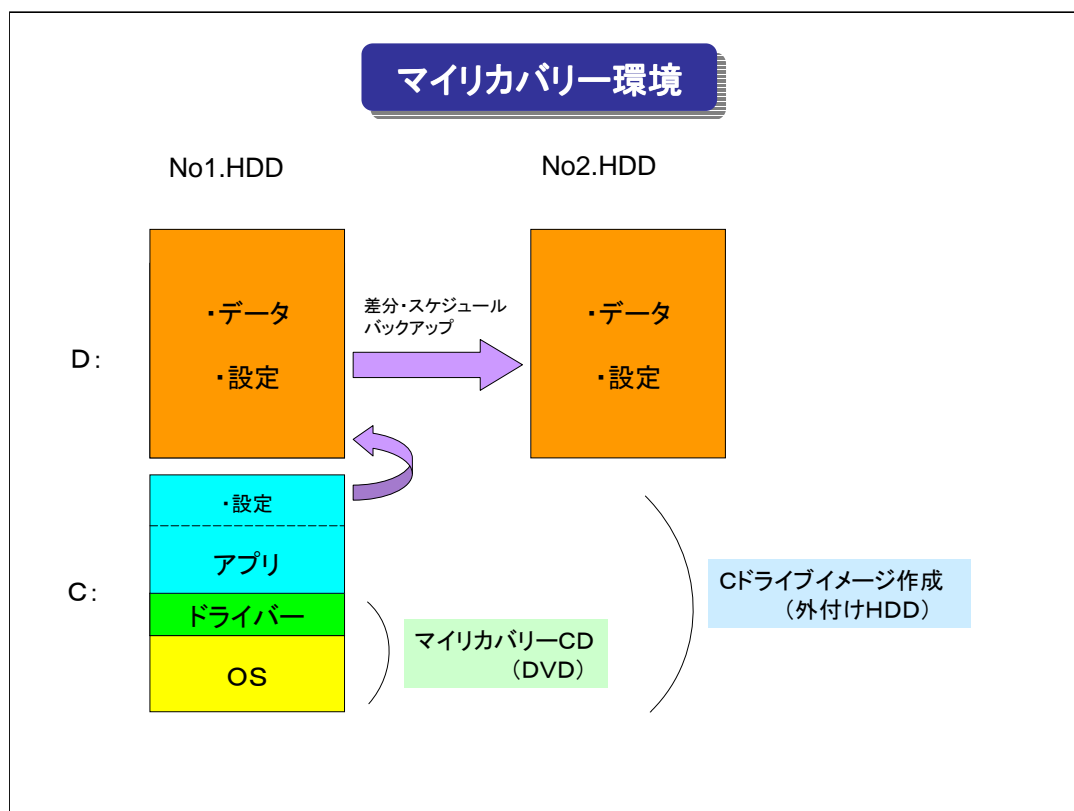 マイリカバリー環境
No1.HDD
No2.HDD
・データ
・設定
差分・スケジュール
バックアップ
・データ
・設定
D:
・設定
アプリ
C:
ドライバー
OS
マイリカバリーCD
(DVD)
Cドライブイメージ作成
(外付けHDD)